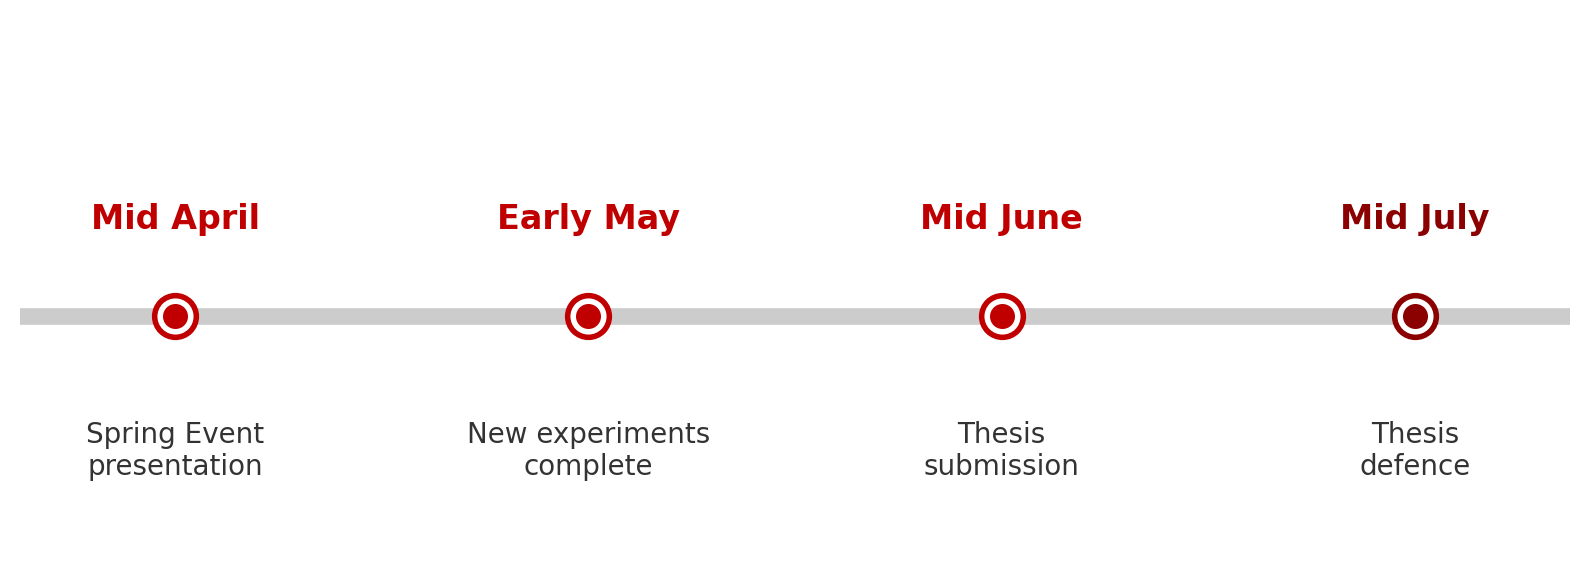 Mid April
Early May
Mid June
Mid July
Spring Event
presentation
New experiments
complete
Thesis
submission
Thesis
defence